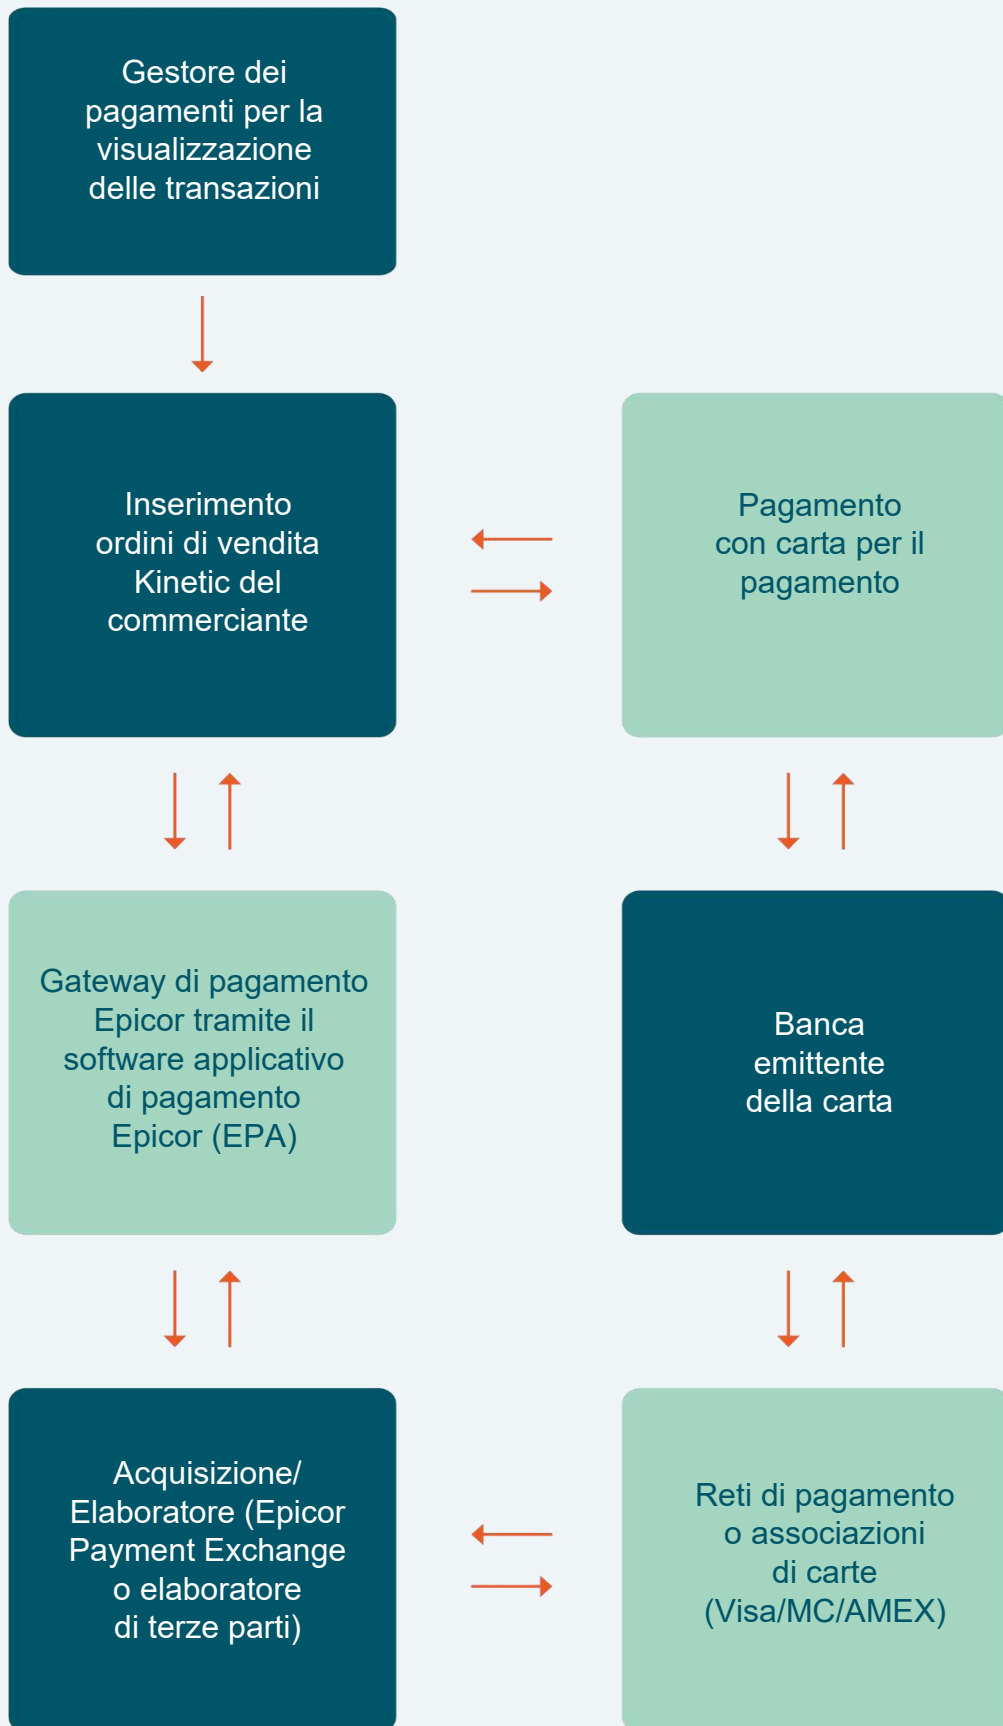 Gestore dei
pagamenti per la
visualizzazione
delle transazioni
Inserimento
ordini di vendita
Kinetic del
commerciante
Pagamento
con carta per il
pagamento
Gateway di pagamento
Epicor tramite il
software applicativo
di pagamento
Epicor (EPA)
Banca
emittente
della carta
Acquisizione/
Elaboratore (Epicor
Payment Exchange
o elaboratore
di terze parti)
Reti di pagamento
o associazioni
di carte
(Visa/MC/AMEX)